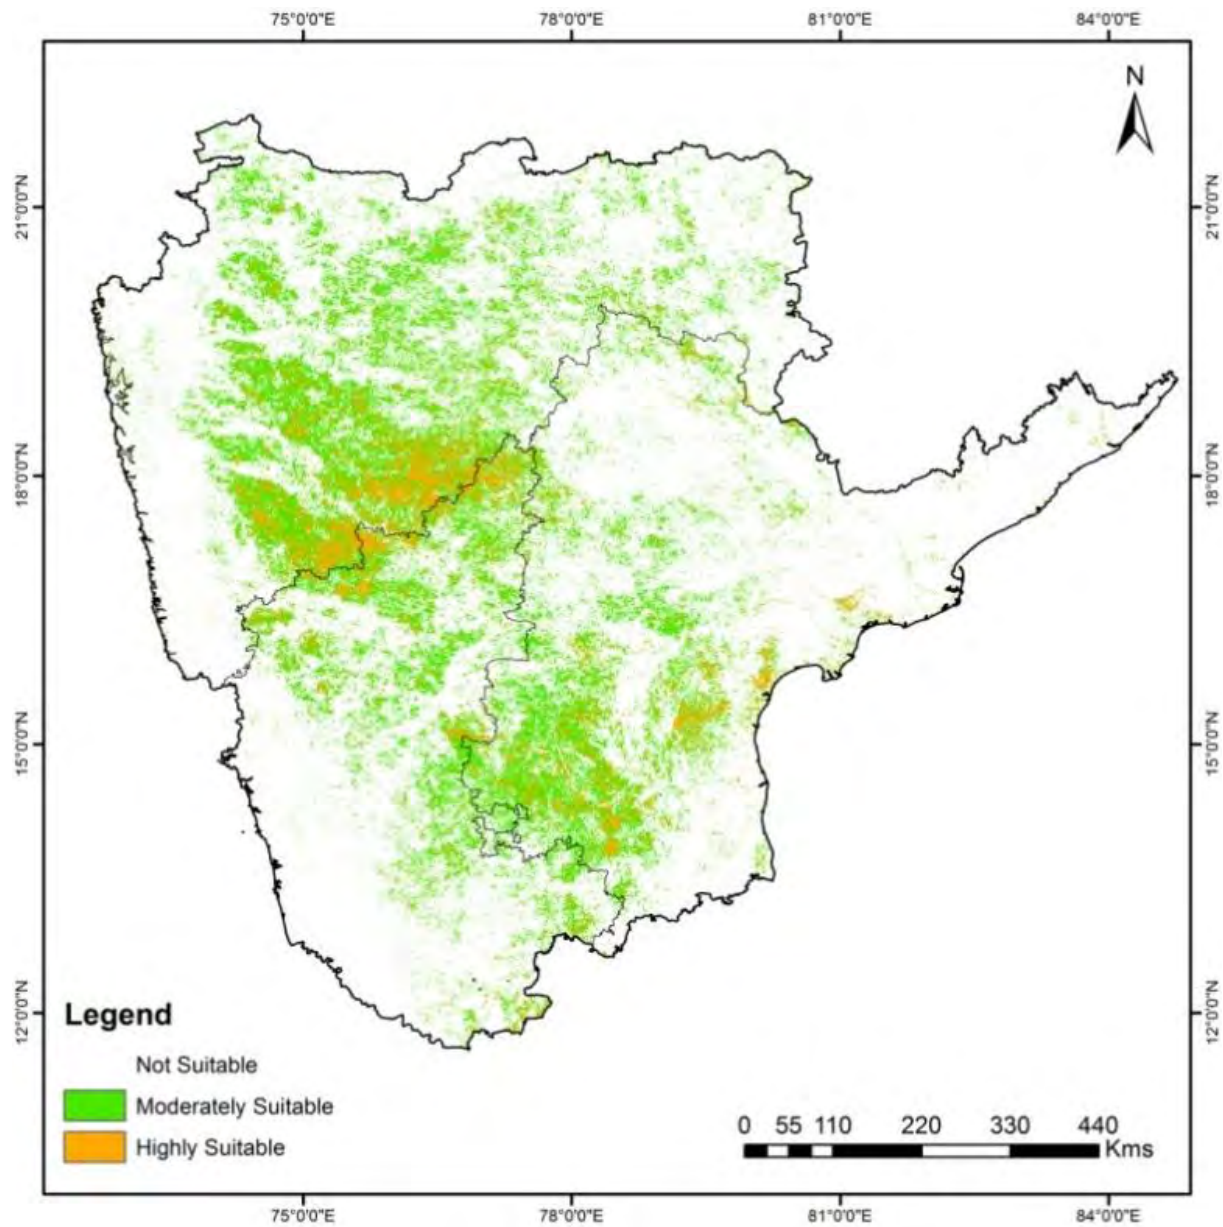 75°0'0"E 78°0'0"E 81°0'0"E 84°0'0"E
N
21°0'0"N 21°0'0"N
18°0'0"N 18°0'0"N
15°0'0"N 15°0'0"N
12°0'0"N 12°0'0"N
Legend
Not Suitable
Moderately Suitable
Highly Suitable
0 55 110 220 330 440
Kms
75°0'0"E 78°0'0"E 81°0'0"E 84°0'0"E